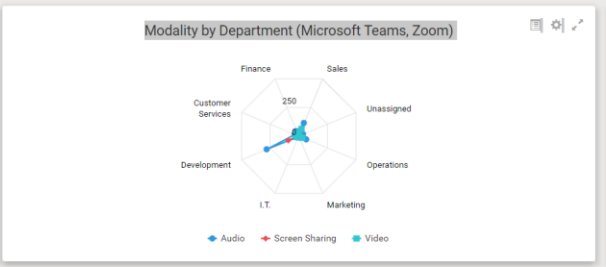 Modality by Department (Microsoft Teams, Zoom)
Finance
Sales
Customer
Services
250
Unassigned
Development
Operations
I.T.
Marketing
Audio
Screen Sharing
Video